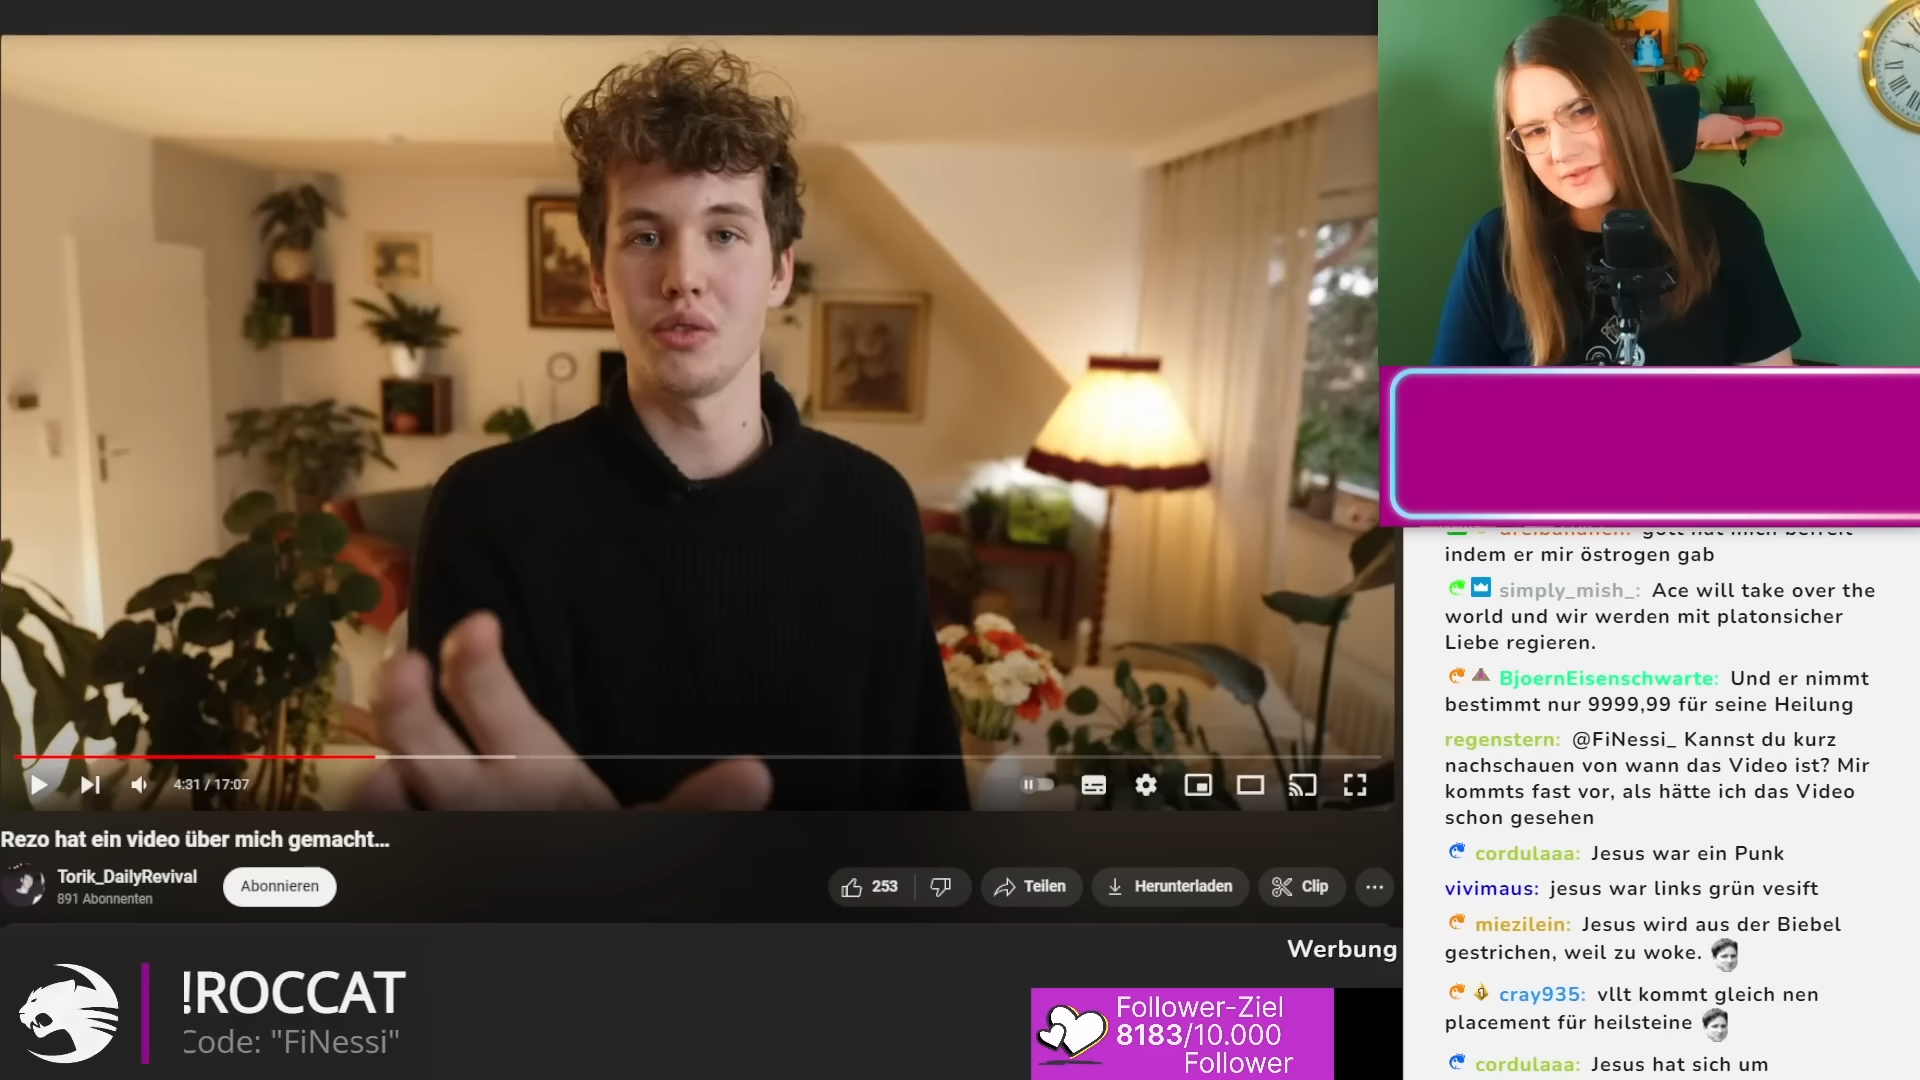 4:31 / 17:07
Rezo hat ein video über mich gemacht...
Torik_DailyRevival
891 Abonnenten
Abonnieren
253
Teilen
Herunterladen
Clip
Werbung
!ROCCAT
Code: "FiNessi"
Follower-Ziel
8183/10.000
Follower
indem er mir östrogen gab
simply_mish_: Ace will take over the
world und wir werden mit platonsicher
Liebe regieren.
BjoernEisenschwarte: Und er nimmt
bestimmt nur 9999,99 für seine Heilung
regenstern: @FiNessi_ Kannst du kurz
nachschauen von wann das Video ist? Mir
kommts fast vor, als hätte ich das Video
schon gesehen
cordulaaa: Jesus war ein Punk
vivimaus: jesus war links grün vesift
miezilein: Jesus wird aus der Biebel
gestrichen, weil zu woke.
cray935: vllt kommt gleich nen
placement für heilsteine
cordulaaa: Jesus hat sich um